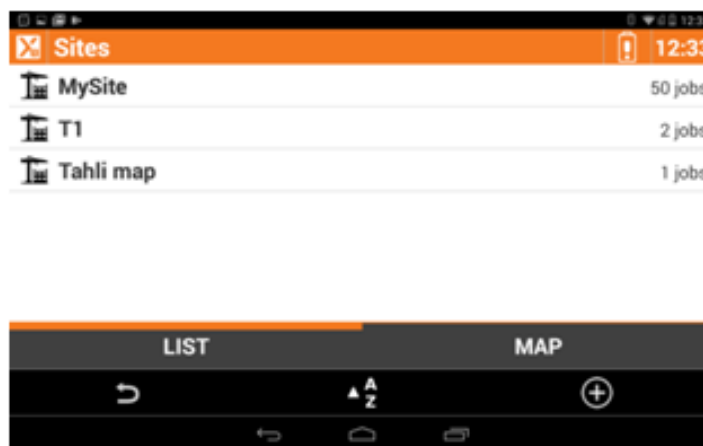 Sites 12:33
MySite 50 jobs
T1 2 jobs
Tahli map 1 jobs
LIST MAP
A
Z